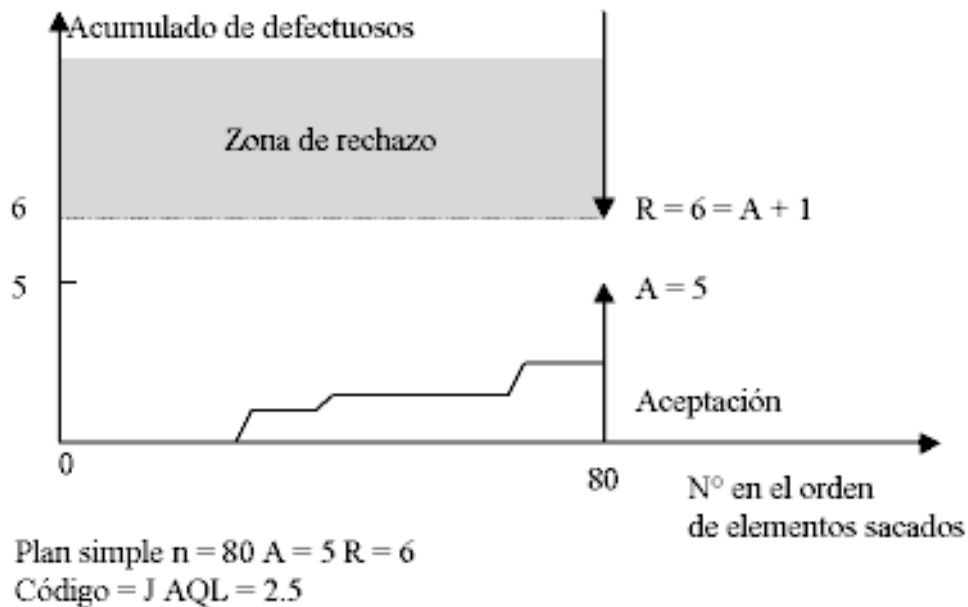 Acumulado de defectuosos
Zona de rechazo
6
R = 6 = A + 1
5
A = 5
Aceptación
0
80
N° en el orden
de elementos sacados
Plan simple n = 80 A = 5 R = 6
Código = J AQL = 2.5